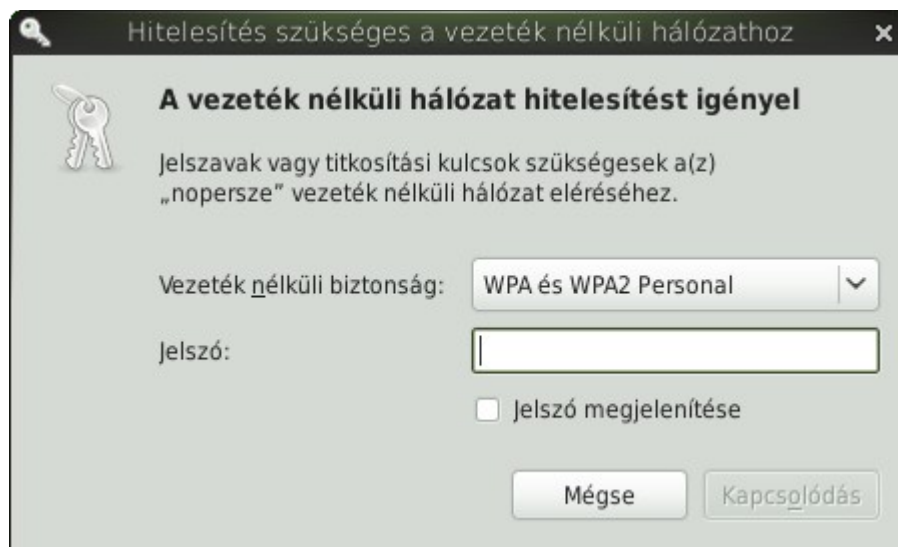 Hitelesítés szükséges a vezeték nélküli hálózathoz
A vezeték nélküli hálózat hitelesítést igényel
Jelszavak vagy titkosítási kulcsok szükségesek a(z)
„nopersze” vezeték nélküli hálózat eléréséhez.
Vezeték nélküli biztonság: WPA és WPA2 Personal
Jelszó:
Jelszó megjelenítése
Mégse Kapcsolódás